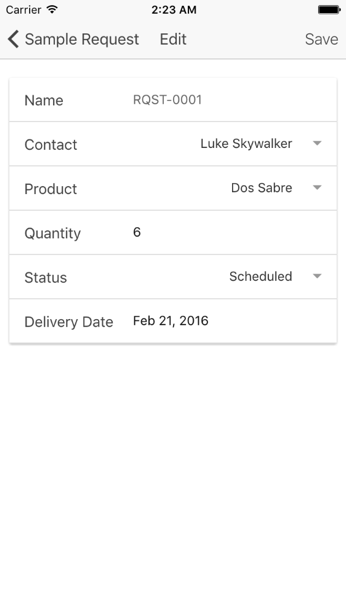 Carrier 2:23 AM
Sample Request Edit Save
Name RQST-0001
Contact Luke Skywalker
Product Dos Sabre
Quantity 6
Status Scheduled
Delivery Date Feb 21, 2016